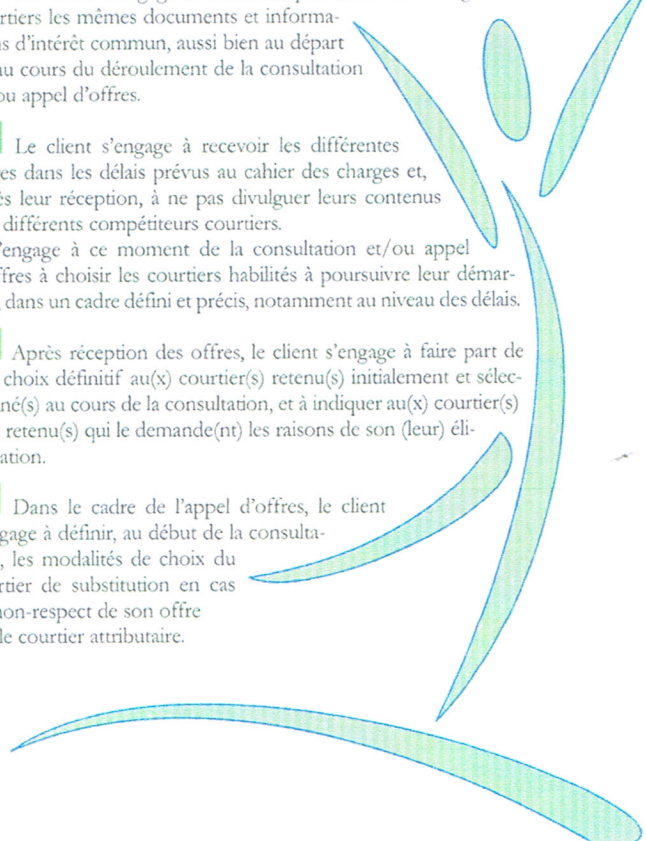 rtiers les mêmes documents et informa-
s d'intérêt commun, aussi bien au départ
au cours du déroulement de la consultation
ou appel d'offres.
Le client s'engage à recevoir les différentes
es dans les délais prévus au cahier des charges et,
ès leur réception, à ne pas divulguer leurs contenus
différents compétiteurs courtiers.
'engage à ce moment de la consultation et/ou appel
ffres à choisir les courtiers habilités à poursuivre leur démar-
, dans un cadre défini et précis, notamment au niveau des délais.
Après réception des offres, le client s'engage à faire part de
choix définitif au(x) courtier(s) retenu(s) initialement et sélec-
né(s) au cours de la consultation, et à indiquer au(x) courtier(s)
retenu(s) qui le demande(nt) les raisons de son (leur) éli-
ation.
Dans le cadre de l'appel d'offres, le client
gage à définir, au début de la consulta-
, les modalités de choix du
rtier de substitution en cas
non-respect de son offre
le courtier attributaire.